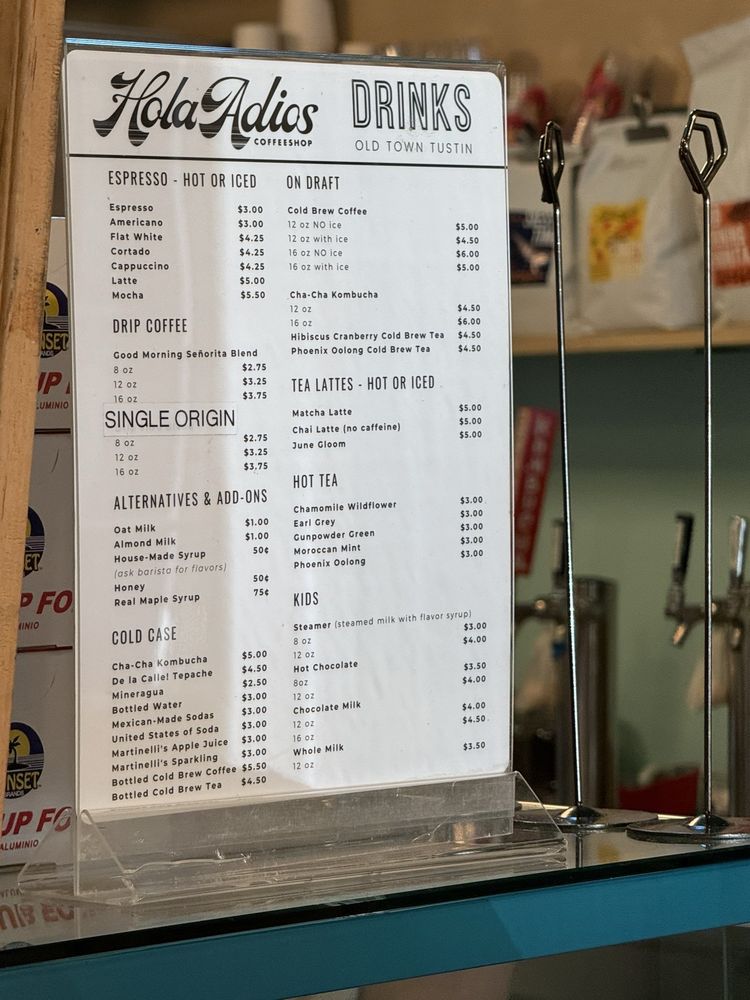 Hola Adios
COFFEESHOP
DRINKS
OLD TOWN TUSTIN
ESPRESSO - HOT OR ICED
Espresso $3.00
Americano $3.00
Flat White $4.25
Cortado $4.25
Cappuccino $4.25
Latte $5.00
Mocha $5.50
DRIP COFFEE
Good Morning Señorita Blend
8 oz $2.75
12 oz $3.25
16 oz $3.75
SINGLE ORIGIN
8 oz $2.75
12 oz $3.25
16 oz $3.75
ALTERNATIVES & ADD-ONS
Oat Milk $1.00
Almond Milk $1.00
House-Made Syrup 50¢
(ask barista for flavors)
Honey 50¢
Real Maple Syrup 75¢
COLD CASE
Cha-Cha Kombucha $5.00
De la Calle! Tepache $4.50
Mineragua $2.50
Bottled Water $3.00
Mexican-Made Sodas $3.00
United States of Soda $3.00
Martinelli's Apple Juice $3.00
Martinelli's Sparkling $3.00
Bottled Cold Brew Coffee $5.50
Bottled Cold Brew Tea $4.50
ON DRAFT
Cold Brew Coffee
12 oz NO ice $5.00
12 oz with ice $4.50
16 oz NO ice $6.00
16 oz with ice $5.00
Cha-Cha Kombucha
12 oz $4.50
16 oz $6.00
Hibiscus Cranberry Cold Brew Tea $4.50
Phoenix Oolong Cold Brew Tea $4.50
TEA LATTES - HOT OR ICED
Matcha Latte $5.00
Chai Latte (no caffeine) $5.00
June Gloom $5.00
HOT TEA
Chamomile Wildflower $3.00
Earl Grey $3.00
Gunpowder Green $3.00
Moroccan Mint $3.00
Phoenix Oolong $3.00
KIDS
Steamer (steamed milk with flavor syrup)
8 oz $3.00
12 oz $4.00
Hot Chocolate
8oz $3.50
12 oz $4.00
Chocolate Milk
12 oz $4.00
16 oz $4.50
Whole Milk
12 oz $3.50
NSET
UP FO
ALUMINIO
ET
P FO
MINIO
NSET
UP FO
ALUMINIO